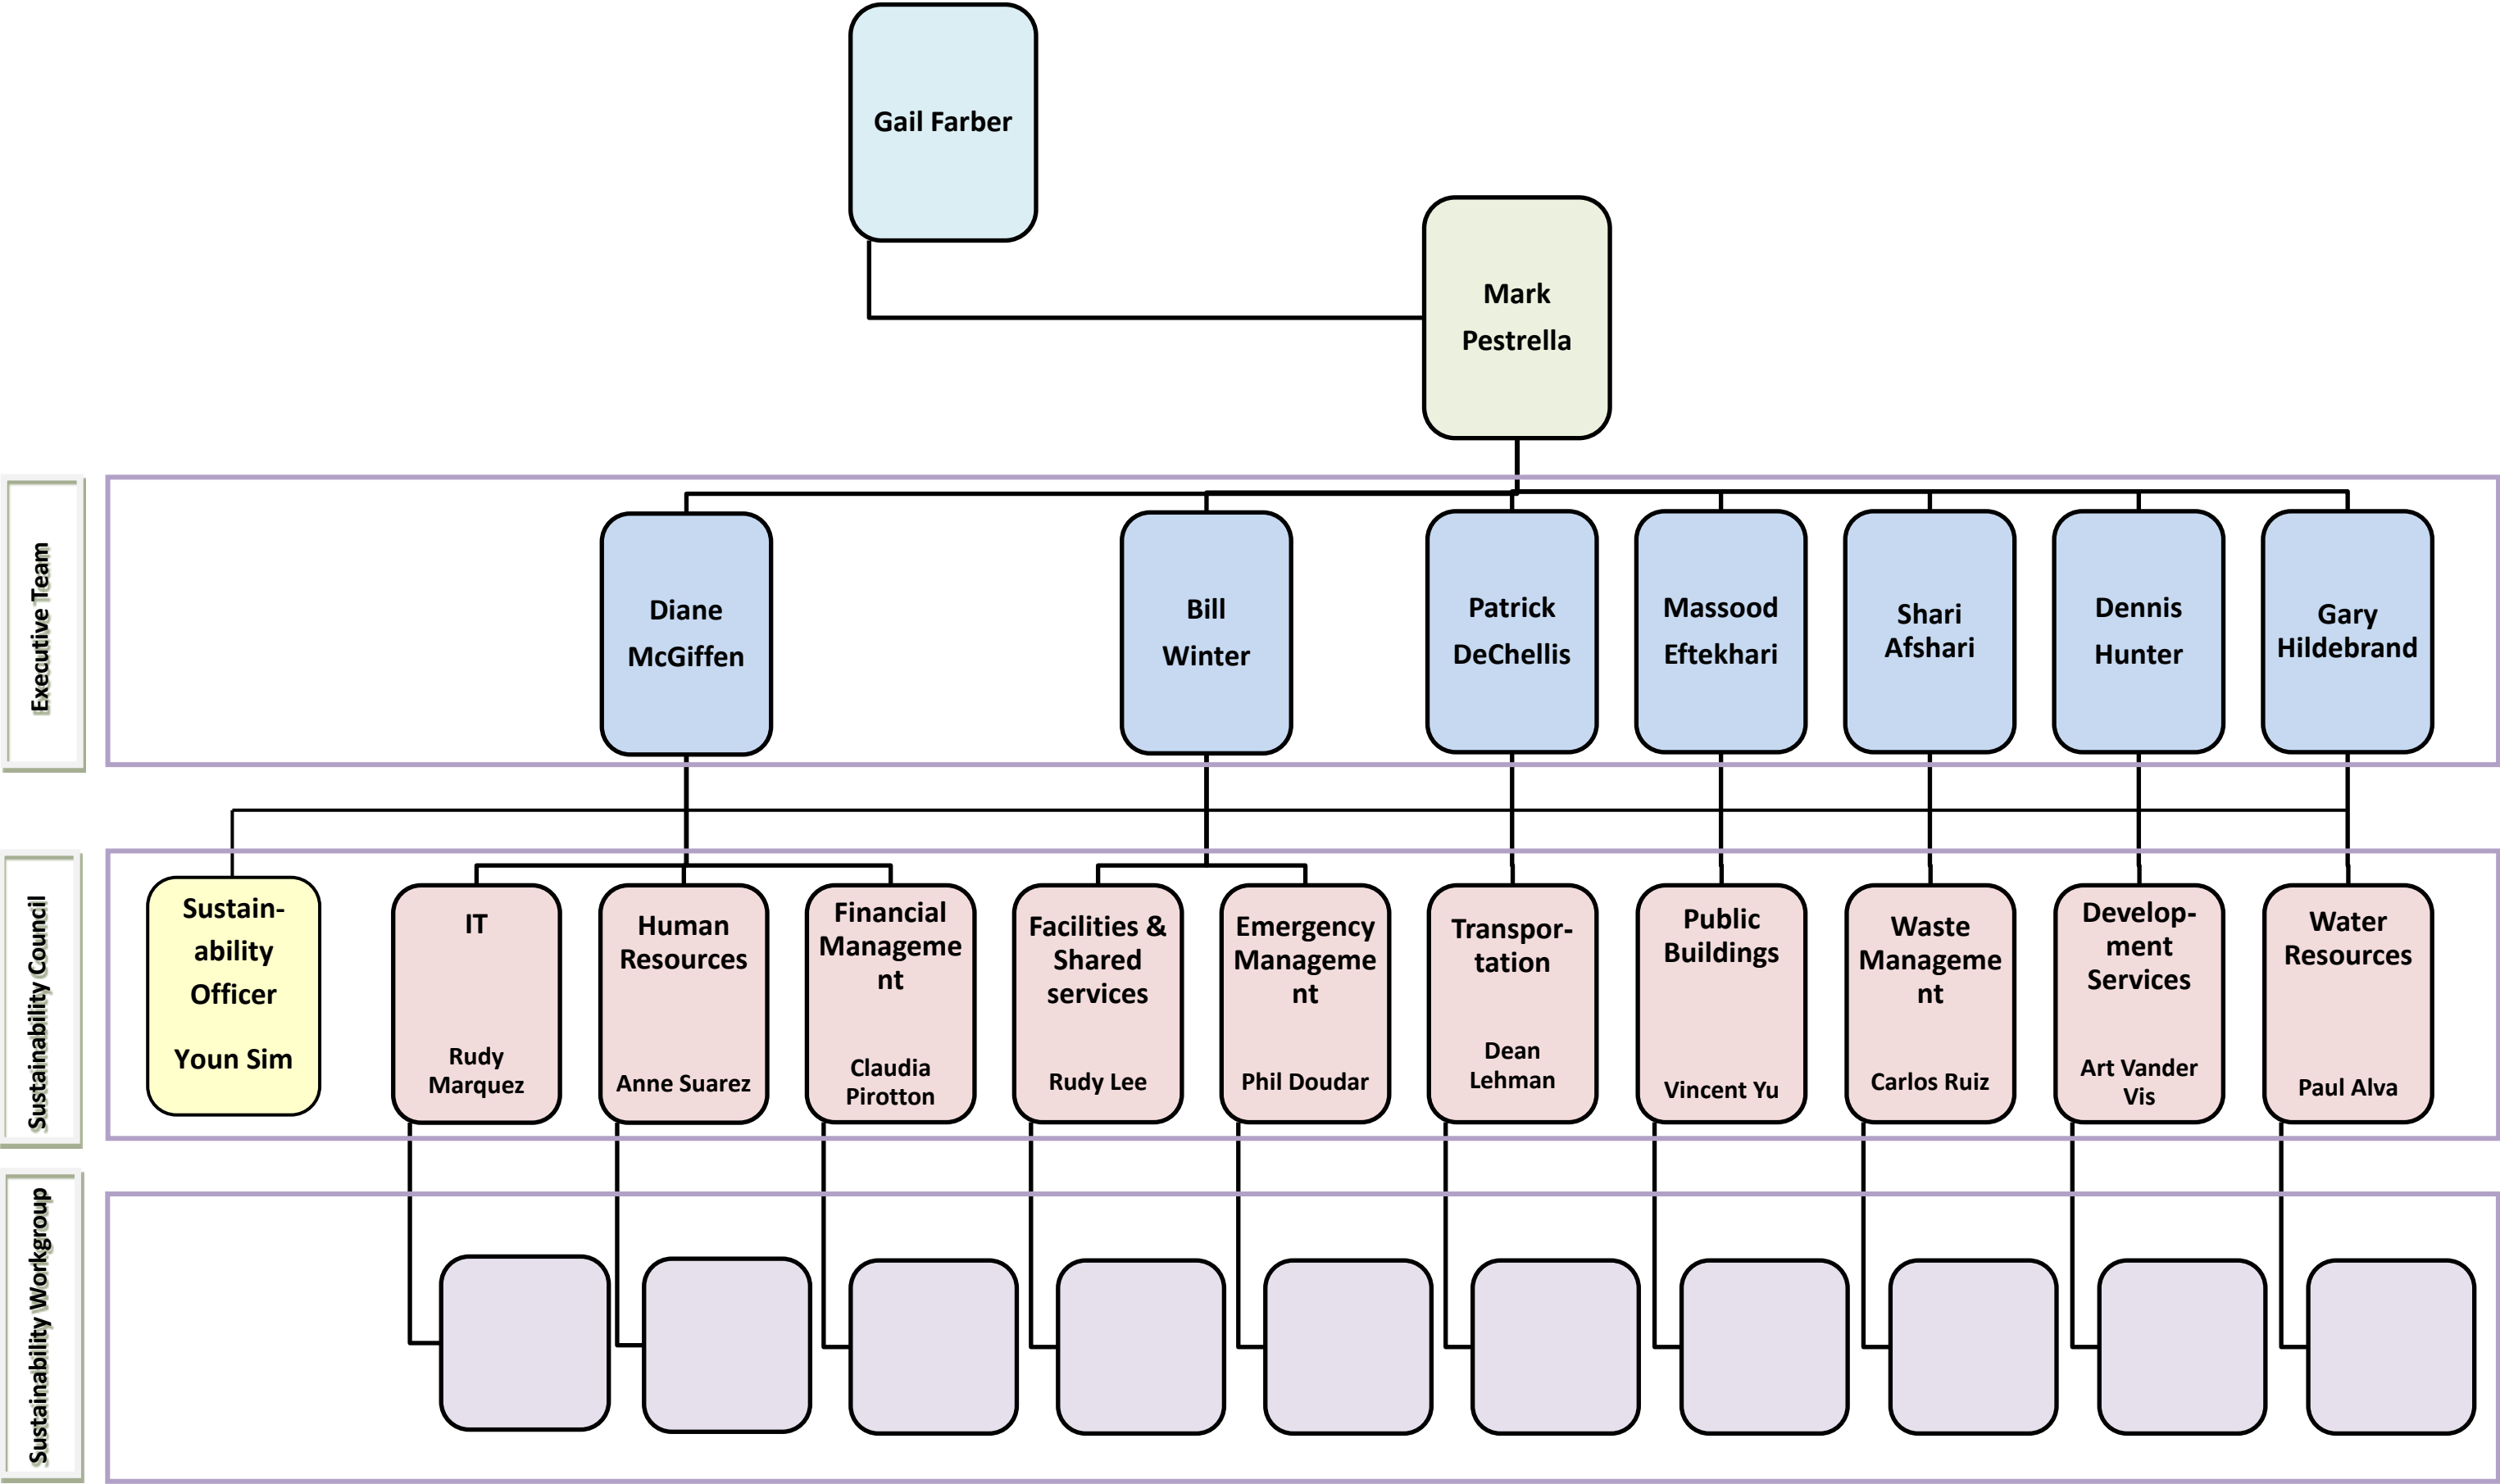 Gail Farber
Mark
Pestrella
Executive Team
Diane
McGiffen
Bill
Winter
Patrick
DeChellis
Massood
Eftekhari
Shari
Afshari
Dennis
Hunter
Gary
Hildebrand
Sustainability Council
Sustain-
ability
Officer
Youn Sim
IT
Rudy
Marquez
Human
Resources
Anne Suarez
Financial
Manageme
nt
Claudia
Pirotton
Facilities &
Shared
services
Rudy Lee
Emergency
Manageme
nt
Phil Doudar
Transpor-
tation
Dean
Lehman
Public
Buildings
Vincent Yu
Waste
Manageme
nt
Carlos Ruiz
Develop-
ment
Services
Art Vander
Vis
Water
Resources
Paul Alva
Sustainability Workgroup